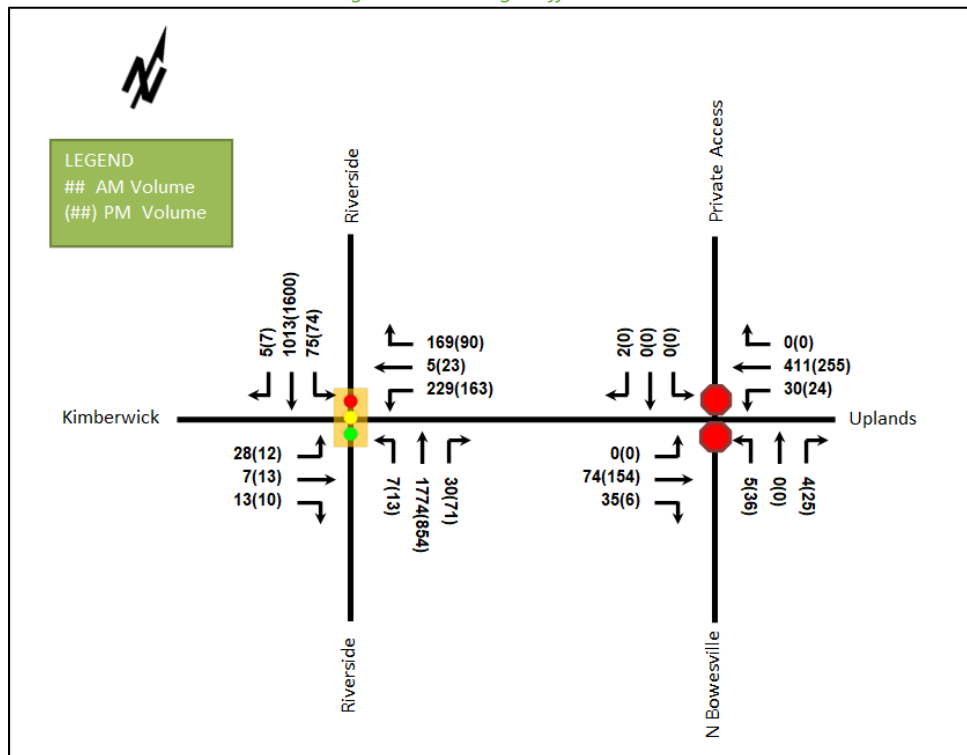 N
LEGEND
## AM Volume
(##) PM Volume
Riverside
Private Access
5(7)
1013(1600)
75(74)
169(90)
5(23)
229(163)
2(0)
0(0)
0(0)
0(0)
411(255)
30(24)
Kimberwick
Uplands
28(12)
7(13)
13(10)
7(13)
1774(854)
30(71)
0(0)
74(154)
35(6)
5(36)
0(0)
4(25)
Riverside
N Bowesville